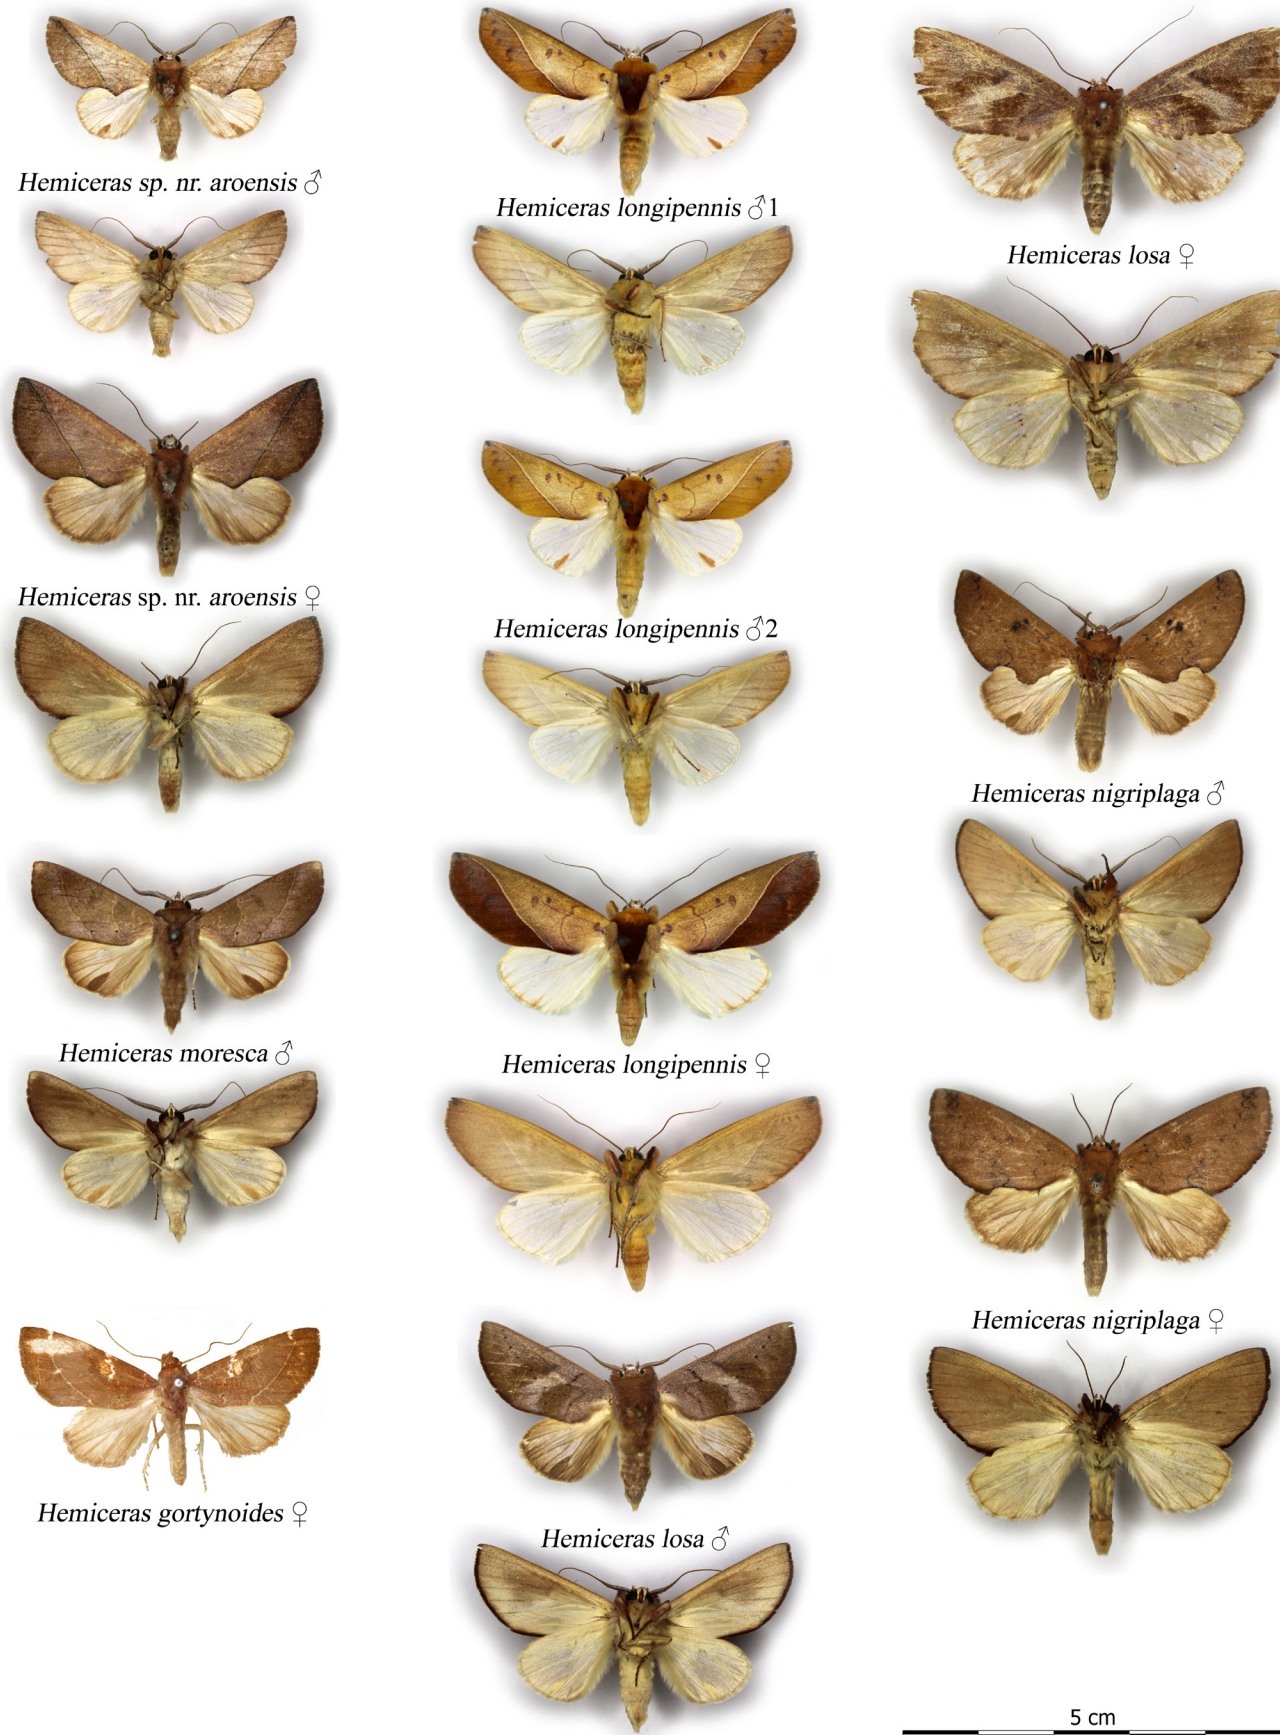 Hemiceras sp. nr. aroensis ♂
Hemiceras sp. nr. aroensis ♀
Hemiceras moresca ♂
Hemiceras gortynoides ♀
Hemiceras longipennis ♂1
Hemiceras longipennis ♂2
Hemiceras longipennis ♀
Hemiceras losa ♂
Hemiceras losa ♀
Hemiceras nigriplaga ♂
Hemiceras nigriplaga ♀
5 cm